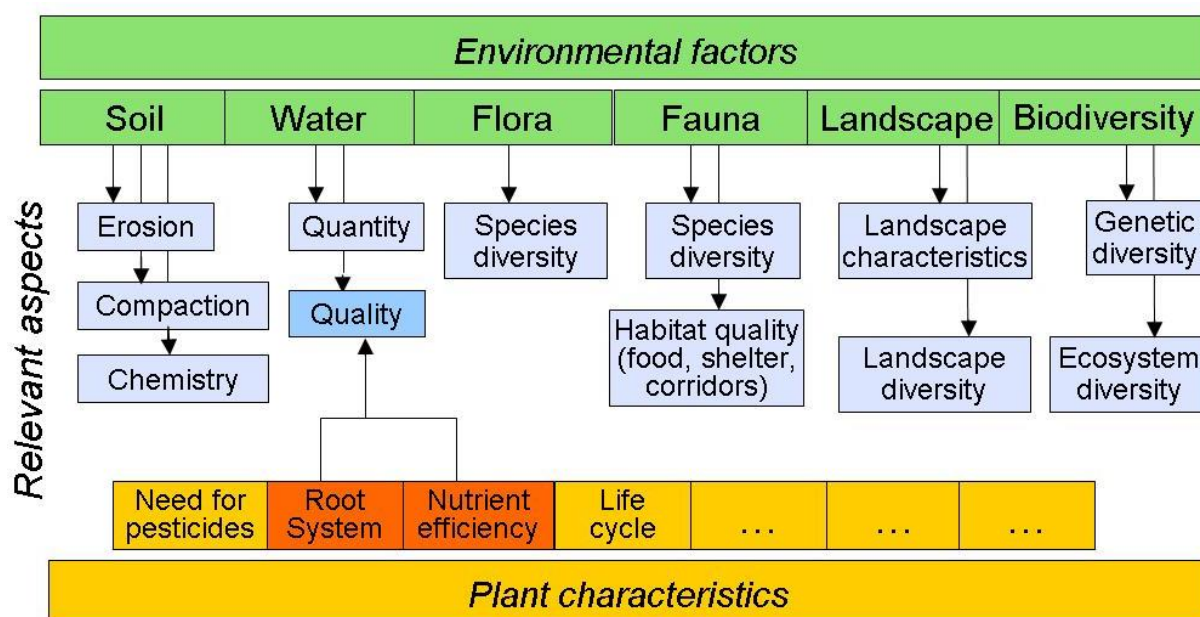 Environmental factors
Soil
Water
Flora
Fauna
Landscape
Biodiversity
Relevant aspects
Erosion
Compaction
Chemistry
Quantity
Quality
Species
diversity
Species
diversity
Habitat quality
(food, shelter,
corridors)
Landscape
characteristics
Landscape
diversity
Genetic
diversity
Ecosystem
diversity
Need for
pesticides
Root
System
Nutrient
efficiency
Life
cycle
...
...
...
Plant characteristics